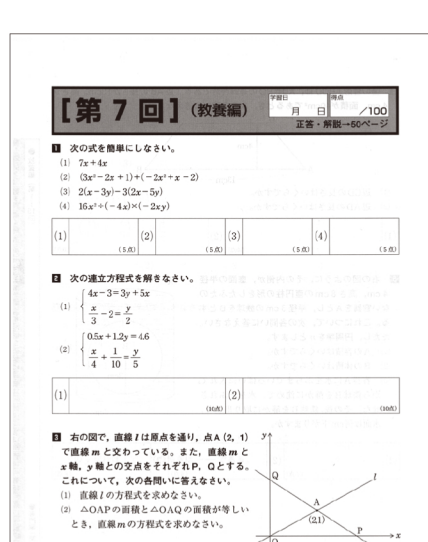 [第 7 回] (教養編)
学習日 月 日
得点 /100
正答・解説→50ページ
1 次の式を簡単にしなさい。
(1) 7x+4x
(2) (3x²−2x+1)+(−2x²+x−2)
(3) 2(x−3y)−3(2x−5y)
(4) 16x³÷(−4x)×(−2xy)
(1) (5点) (2) (5点) (3) (5点) (4) (5点)
2 次の連立方程式を解きなさい。
(1) { 4x−3=3y+5x
x/3−2=y/2
(2) { 0.5x+1.2y=4.6
x/4+1/10=y/5
(1) (10点) (2) (10点)
3 右の図で，直線 l は原点を通り，点A (2, 1)
で直線 m と交わっている。また，直線 m と
x 軸，y 軸との交点をそれぞれP，Qとする。
これについて，次の各問いに答えなさい。
(1) 直線 l の方程式を求めなさい。
(2) △OAPの面積と△OAQの面積が等しい
とき，直線 m の方程式を求めなさい。
y
Q
l
A
(2,1)
P
x
O